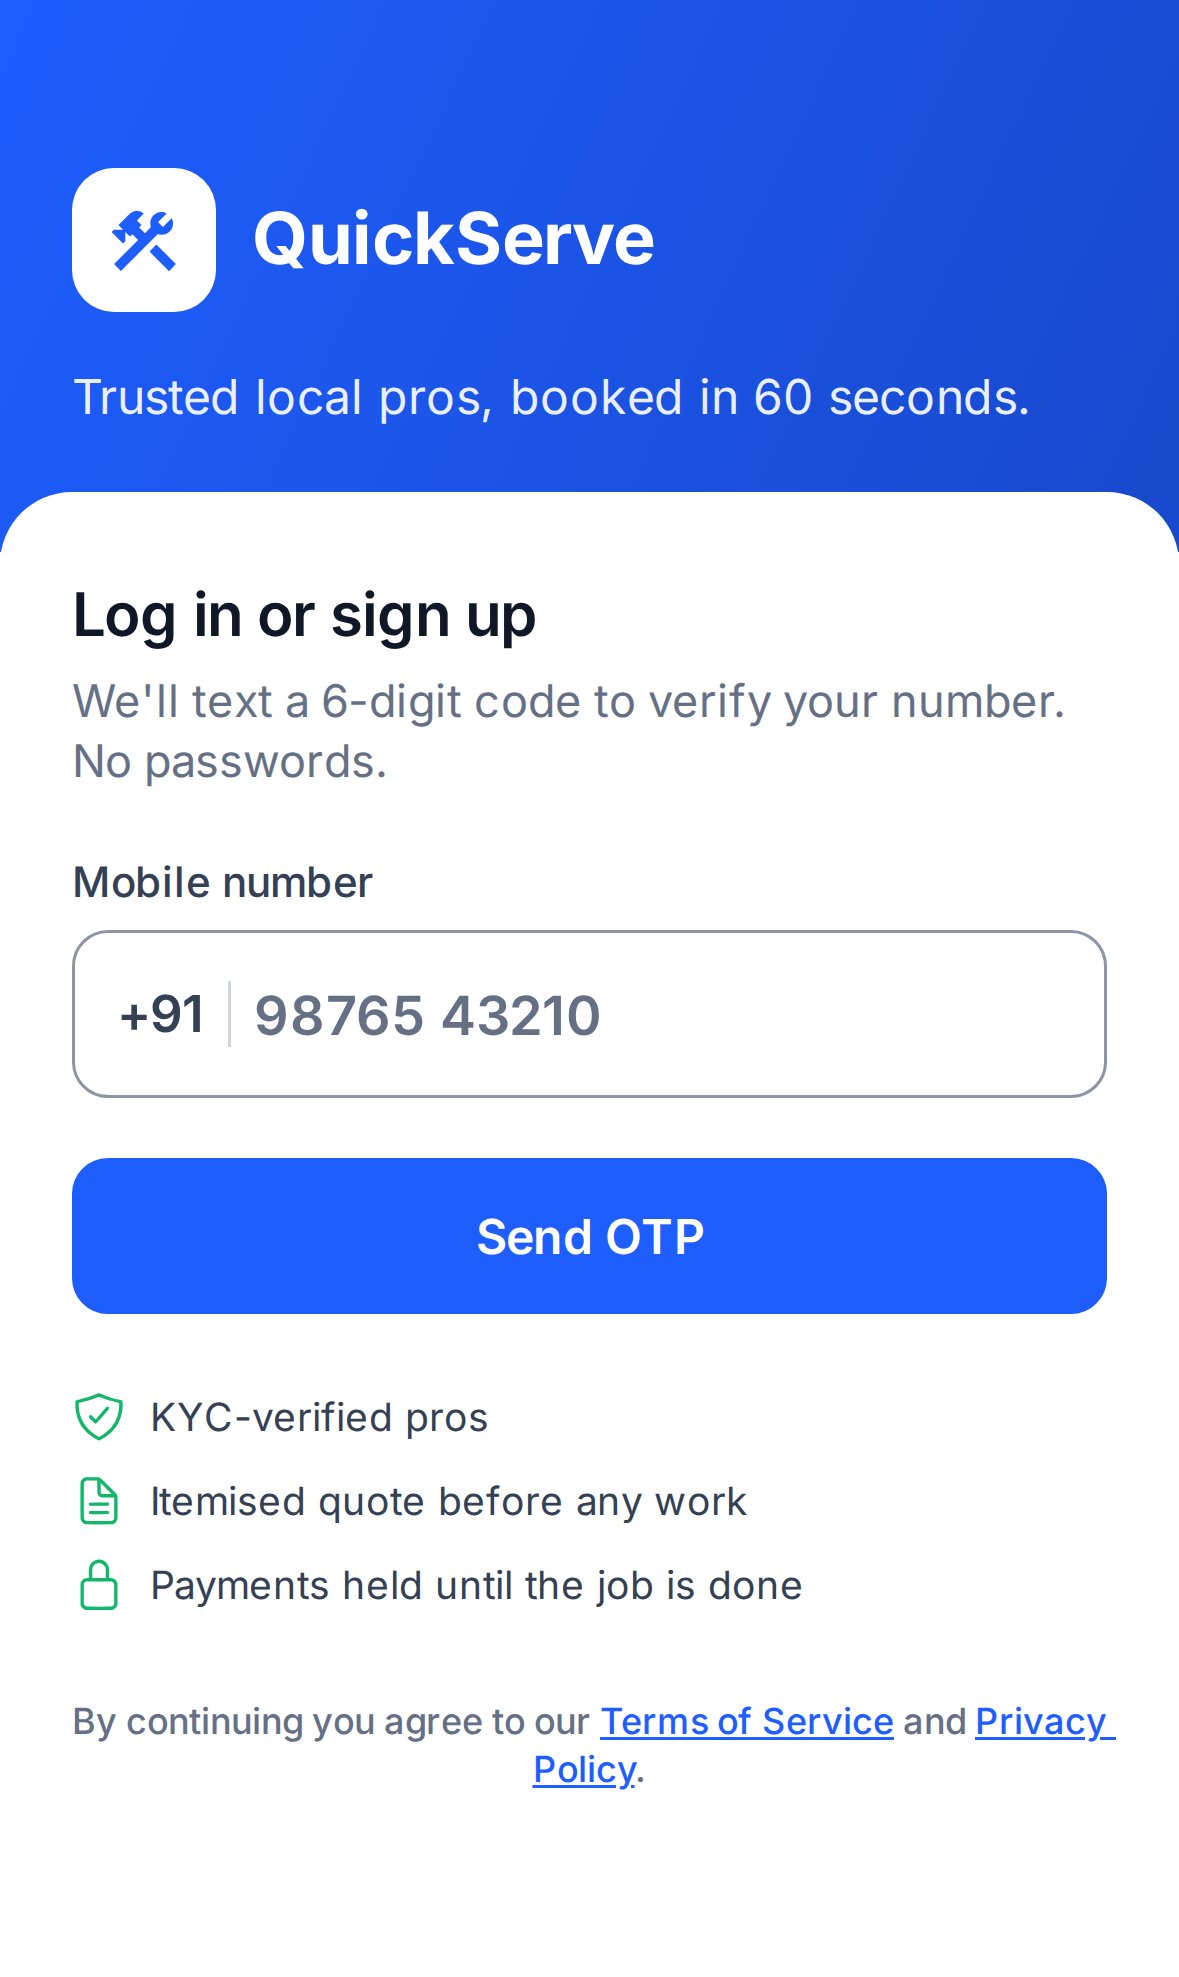 QuickServe
Trusted local pros, booked in 60 seconds.
Log in or sign up
We'll text a 6-digit code to verify your number.
No passwords.
Mobile number
+91 98765 43210
Send OTP
KYC-verified pros
Itemised quote before any work
Payments held until the job is done
By continuing you agree to our Terms of Service and Privacy
Policy.